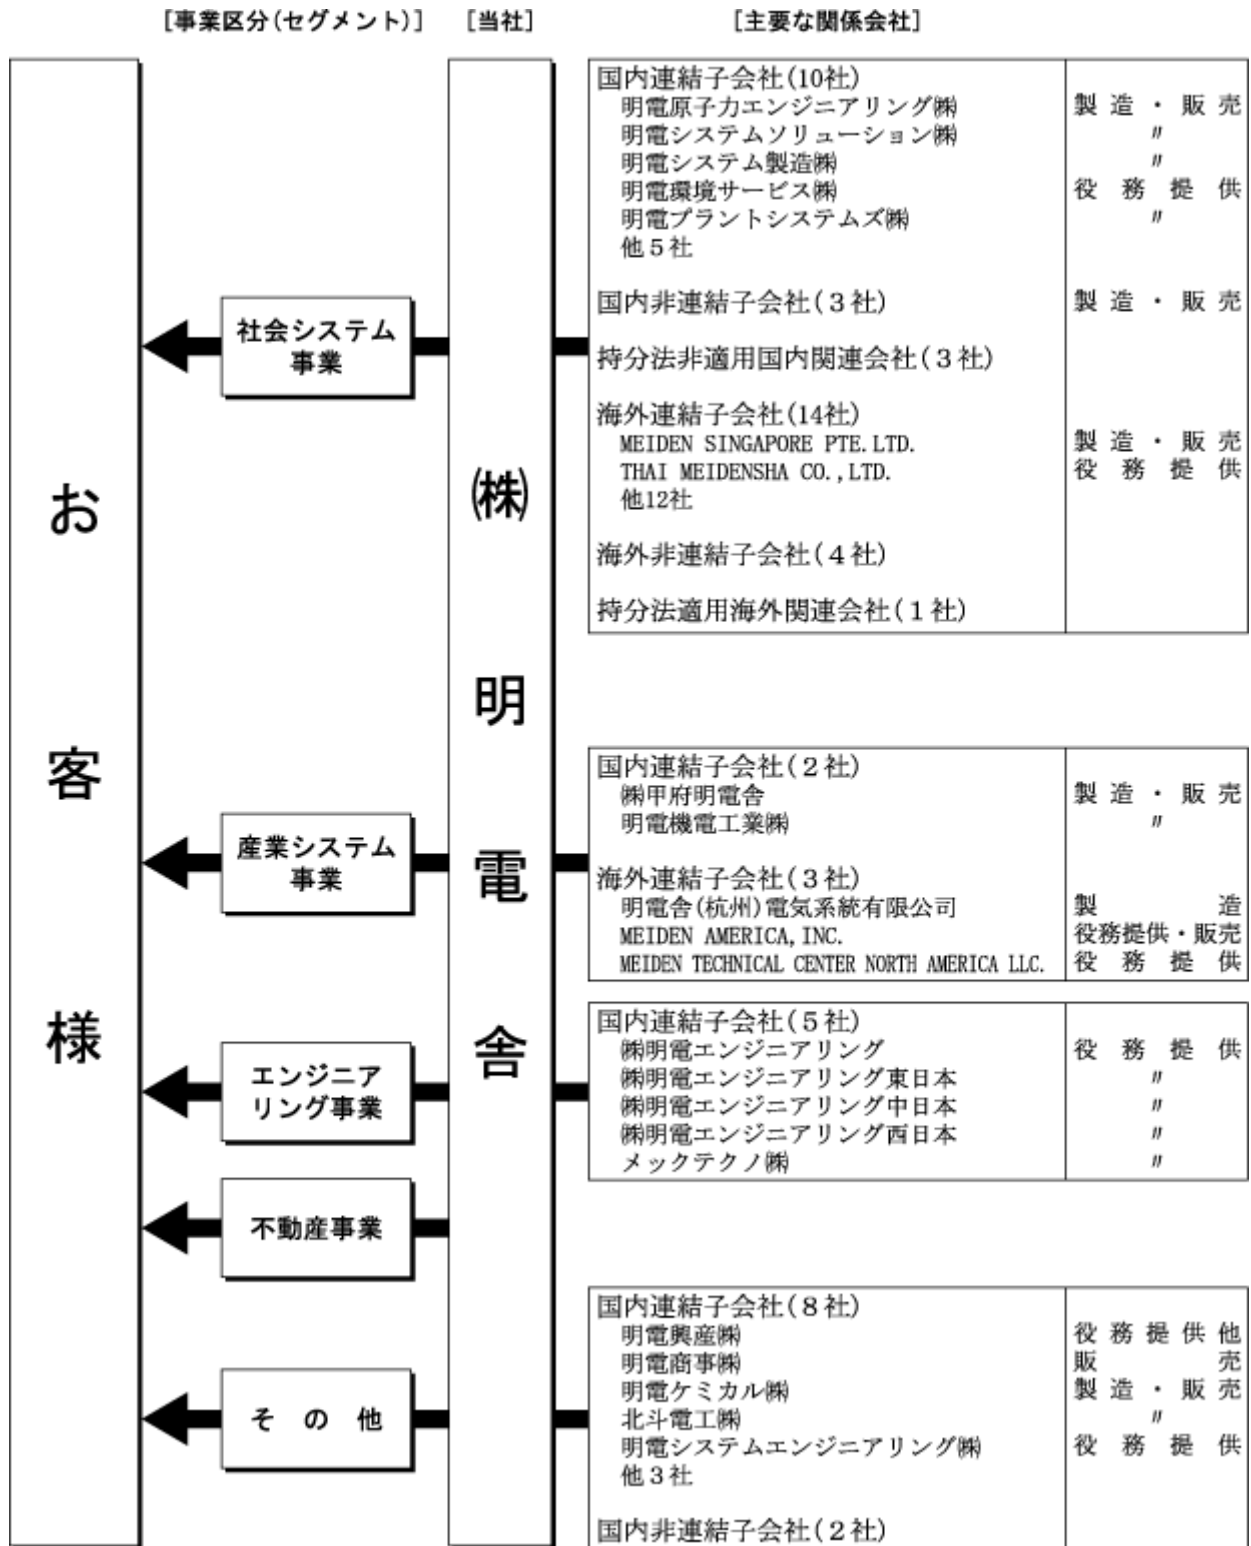 [事業区分(セグメント)] [当社] [主要な関係会社]
お客様
㈱明電舎
社会システム
事業
国内連結子会社(10社)
明電原子力エンジニアリング㈱ 製造・販売
明電システムソリューション㈱ 〃
明電システム製造㈱ 〃
明電環境サービス㈱ 役務提供
明電プラントシステムズ㈱ 〃
他5社
国内非連結子会社(3社) 製造・販売
持分法非適用国内関連会社(3社)
海外連結子会社(14社)
MEIDEN SINGAPORE PTE.LTD. 製造・販売
THAI MEIDENSHA CO.,LTD. 役務提供
他12社
海外非連結子会社(4社)
持分法適用海外関連会社(1社)
産業システム
事業
国内連結子会社(2社)
㈱甲府明電舎 製造・販売
明電機電工業㈱ 〃
海外連結子会社(3社)
明電舎(杭州)電気系統有限公司 製造
MEIDEN AMERICA,INC. 役務提供・販売
MEIDEN TECHNICAL CENTER NORTH AMERICA LLC. 役務提供
エンジニア
リング事業
国内連結子会社(5社)
㈱明電エンジニアリング 役務提供
㈱明電エンジニアリング東日本 〃
㈱明電エンジニアリング中日本 〃
㈱明電エンジニアリング西日本 〃
メックテクノ㈱ 〃
不動産事業
その他
国内連結子会社(8社)
明電興産㈱ 役務提供他
明電商事㈱ 販売
明電ケミカル㈱ 製造・販売
北斗電工㈱ 〃
明電システムエンジニアリング㈱ 役務提供
他3社
国内非連結子会社(2社)